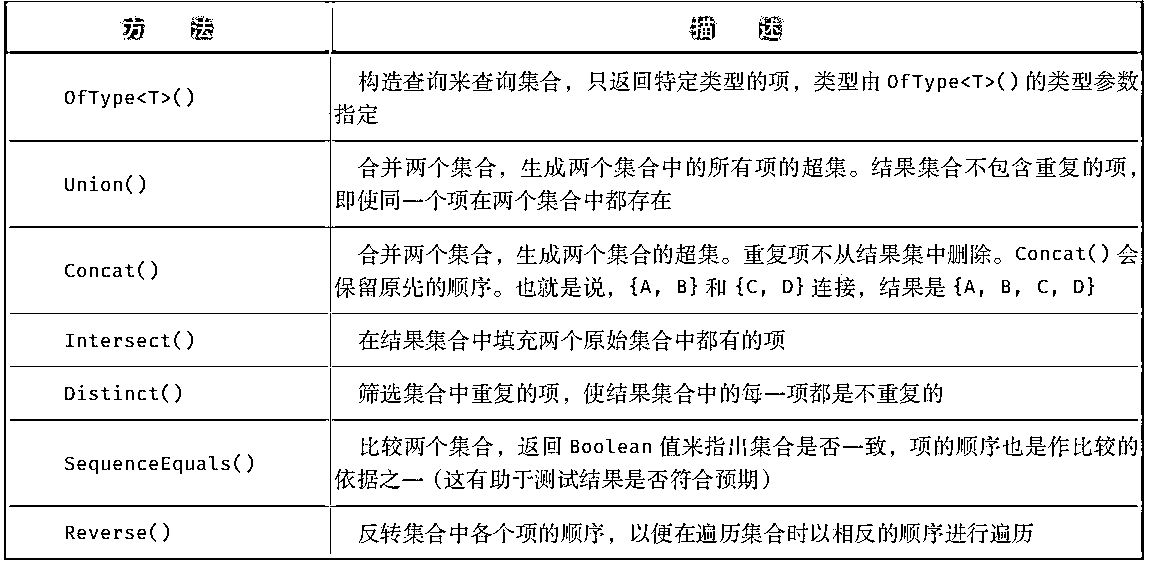 方 法 描 述
OfType<T>() 构造查询来查询集合，只返回特定类型的项，类型由 OfType<T>() 的类型参数
指定
Union() 合并两个集合，生成两个集合中的所有项的超集。结果集合不包含重复的项，
即使同一个项在两个集合中都存在
Concat() 合并两个集合，生成两个集合的超集。重复项不从结果集中删除。Concat() 会
保留原先的顺序。也就是说，{A, B} 和 {C, D} 连接，结果是 {A, B, C, D}
Intersect() 在结果集合中填充两个原始集合中都有的项
Distinct() 筛选集合中重复的项，使结果集合中的每一项都是不重复的
SequenceEquals() 比较两个集合，返回 Boolean 值来指出集合是否一致，项的顺序也是作比较的
依据之一（这有助于测试结果是否符合预期）
Reverse() 反转集合中各个项的顺序，以便在遍历集合时以相反的顺序进行遍历